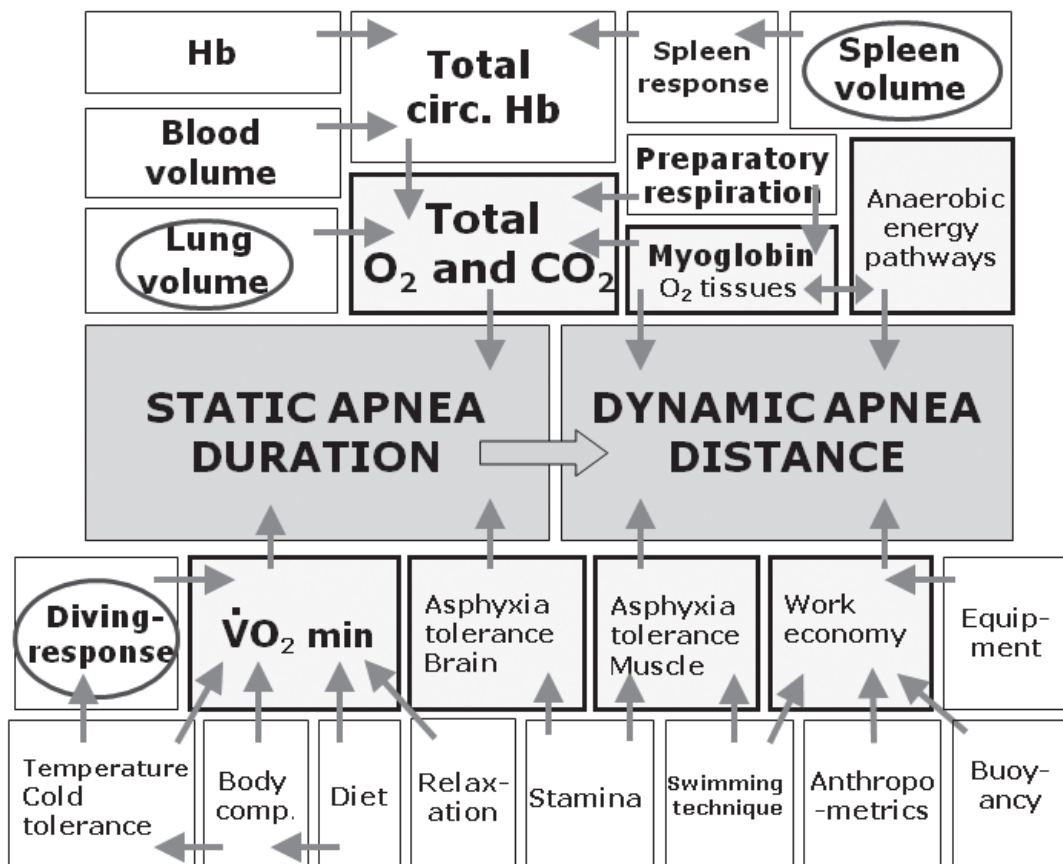 Hb
Total
circ. Hb
Spleen
response
Spleen
volume
Blood
volume
Preparatory
respiration
Anaerobic
energy
pathways
Lung
volume
Total
O₂ and CO₂
Myoglobin
O₂ tissues
STATIC APNEA
DURATION
DYNAMIC APNEA
DISTANCE
Diving-
response
V̇O₂ min
Asphyxia
tolerance
Brain
Asphyxia
tolerance
Muscle
Work
economy
Equip-
ment
Temperature
Cold
tolerance
Body
comp.
Diet
Relax-
ation
Stamina
Swimming
technique
Anthropo
-metrics
Buoy-
ancy